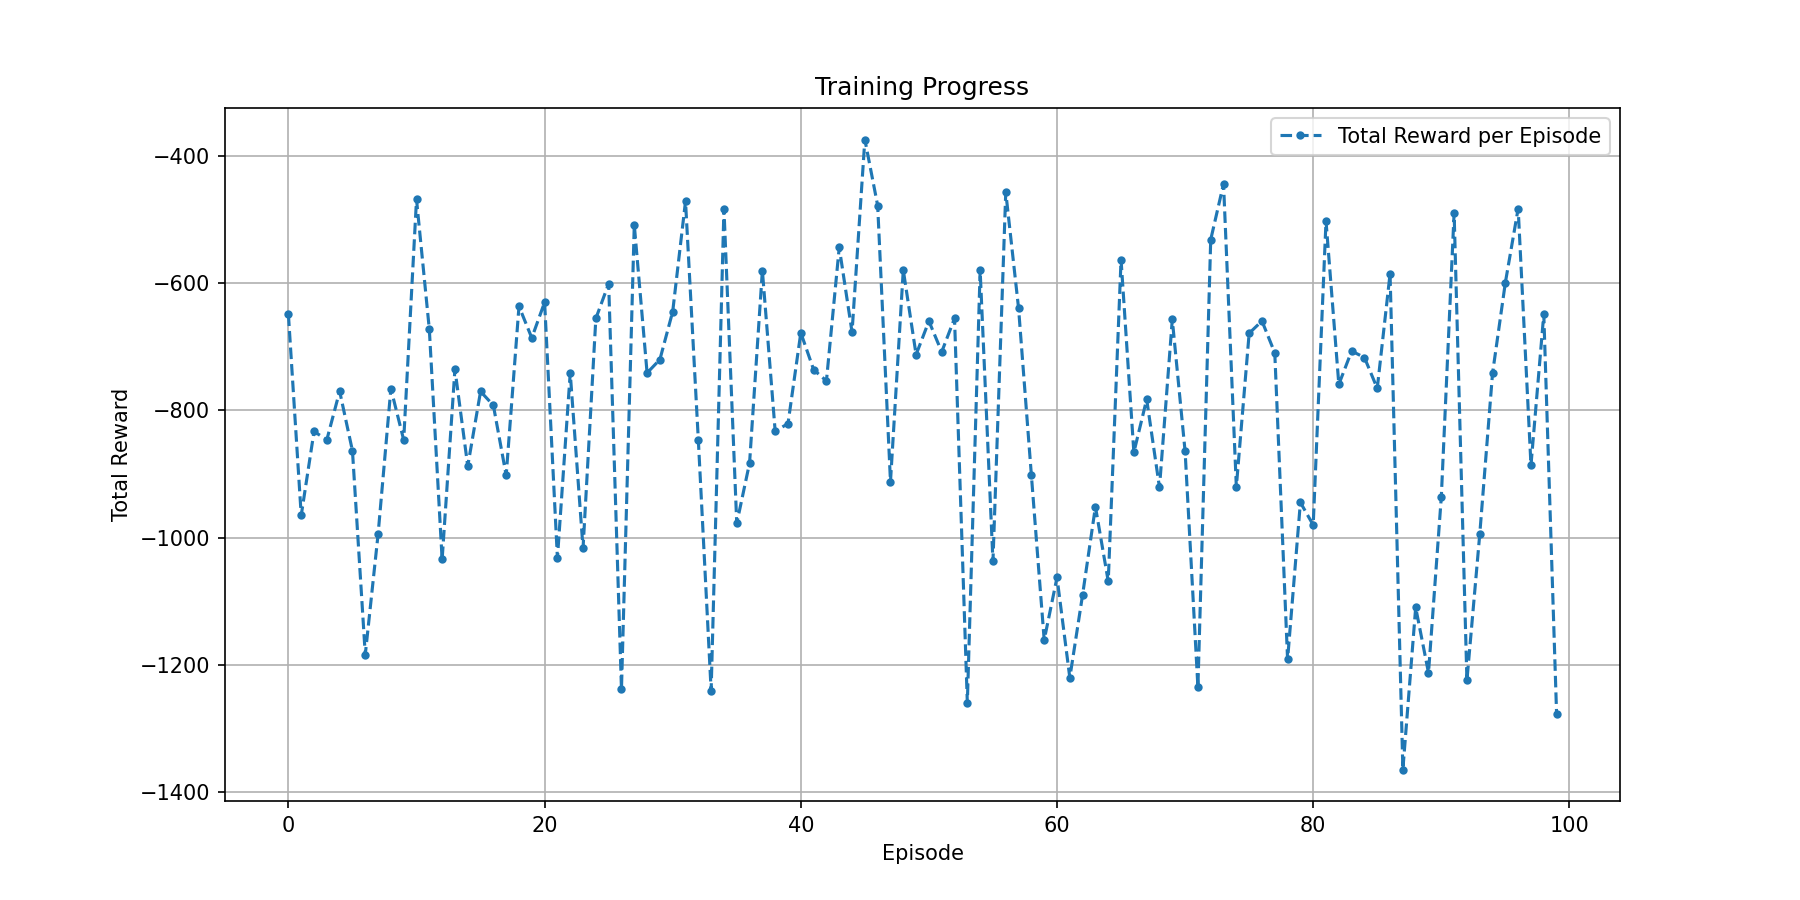 Training Progress
Total Reward per Episode
−400
−600
−800
−1000
−1200
−1400
Total Reward
0 20 40 60 80 100
Episode